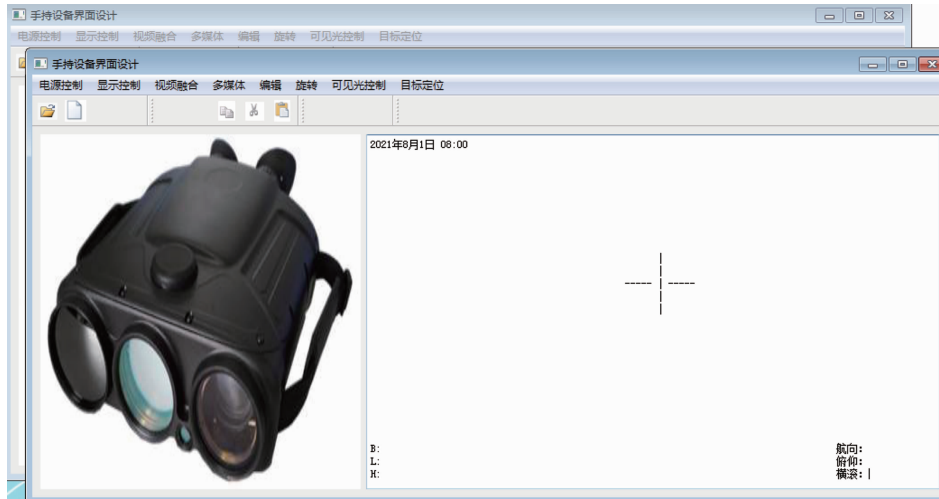 手持设备界面设计
电源控制 显示控制 视频融合 多媒体 编辑 旋转 可见光控制 目标定位
手持设备界面设计
电源控制 显示控制 视频融合 多媒体 编辑 旋转 可见光控制 目标定位
2021年8月1日 08:00
B:
L:
H:
航向:
俯仰:
横滚: